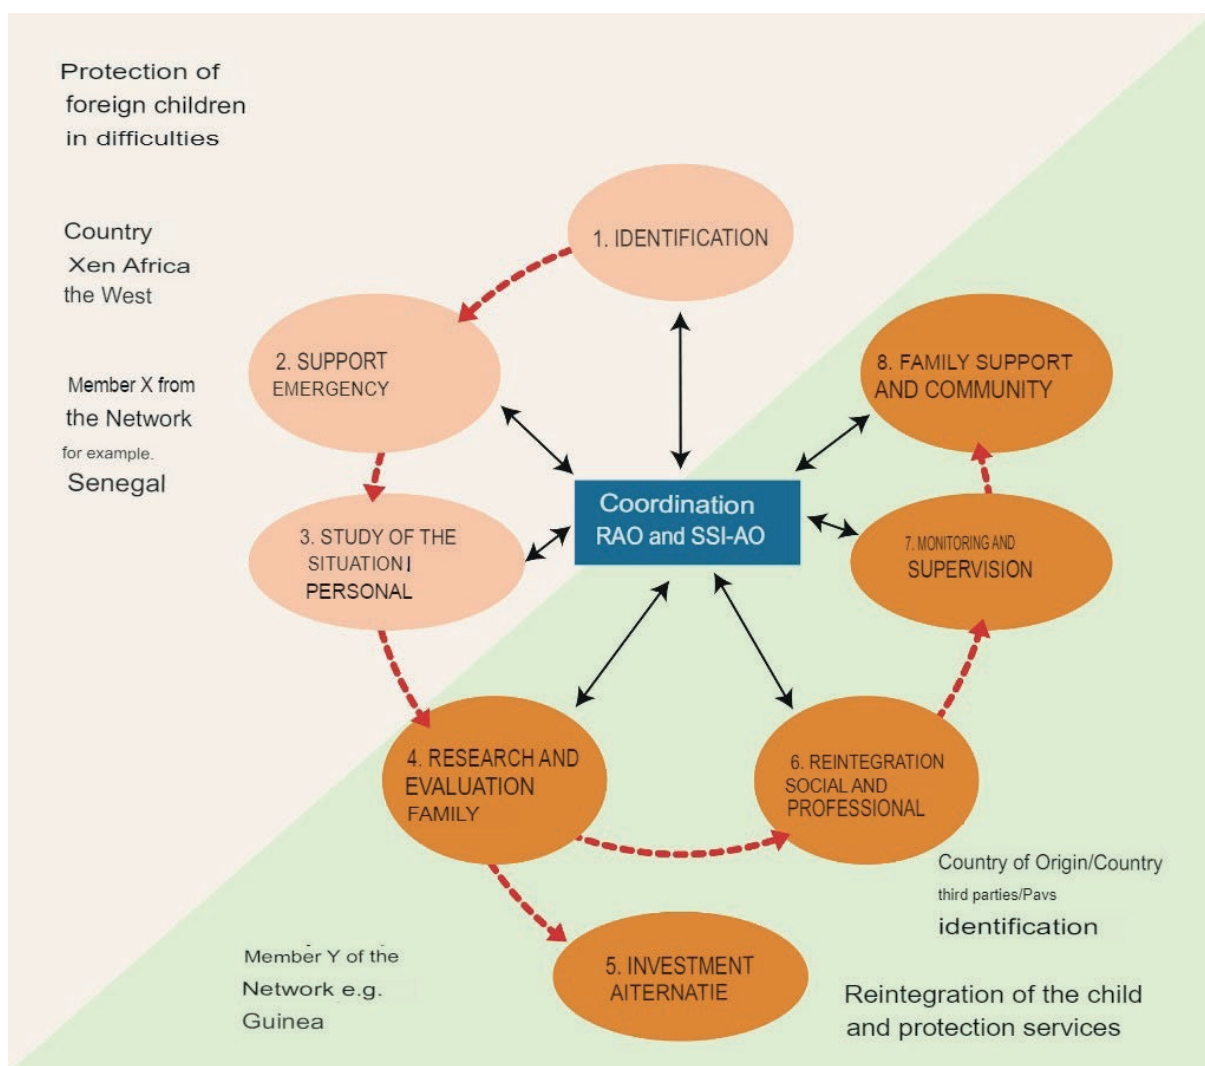 Protection of
foreign children
in difficulties
Country
Xen Africa
the West
Member X from
the Network
for example.
Senegal
1. IDENTIFICATION
2. SUPPORT
EMERGENCY
3. STUDY OF THE
SITUATION
PERSONAL
Coordination
RAO and SSI-AO
8. FAMILY SUPPORT
AND COMMUNITY
7. MONITORING AND
SUPERVISION
4. RESEARCH AND
EVALUATION
FAMILY
6. REINTEGRATION
SOCIAL AND
PROFESSIONAL
5. INVESTMENT
AITERNATIE
Country of Origin/Country
third parties/Pavs
identification
Member Y of the
Network e.g.
Guinea
Reintegration of the child
and protection services